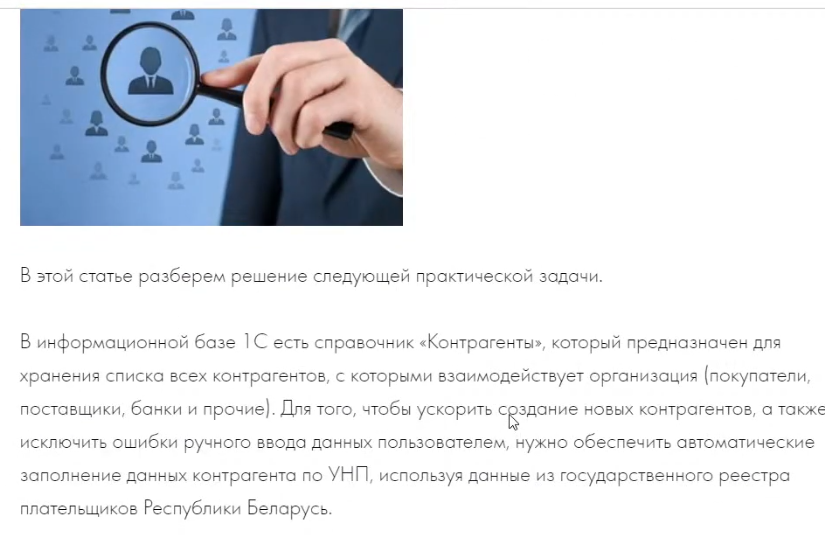 В этой статье разберем решение следующей практической задачи.
В информационной базе 1С есть справочник «Контрагенты», который предназначен для
хранения списка всех контрагентов, с которыми взаимодействует организация (покупатели,
поставщики, банки и прочие). Для того, чтобы ускорить создание новых контрагентов, а также
исключить ошибки ручного ввода данных пользователем, нужно обеспечить автоматические
заполнение данных контрагента по УНП, используя данные из государственного реестра
плательщиков Республики Беларусь.